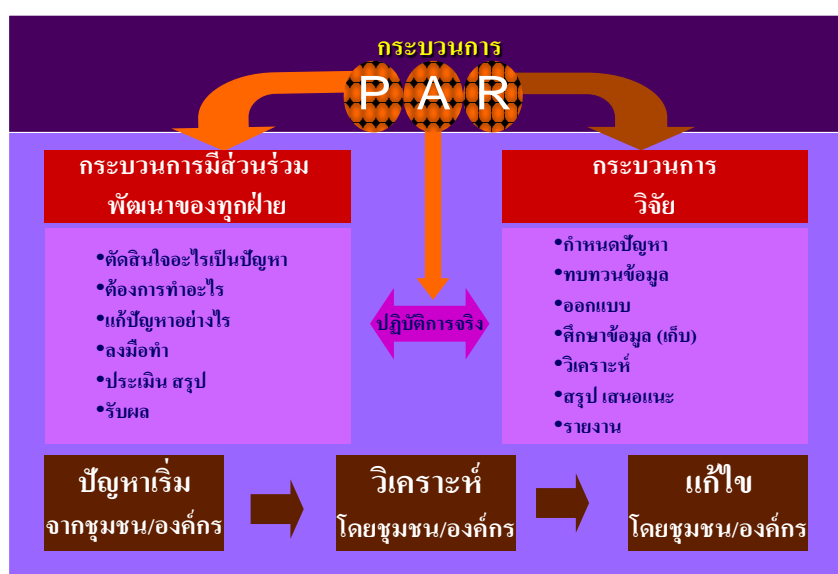 กระบวนการ
PAR
กระบวนการมีส่วนร่วม
พัฒนาของทุกฝ่าย
•ตัดสินใจอะไรเป็นปัญหา
•ต้องการทำอะไร
•แก้ปัญหาอย่างไร
•ลงมือทำ
•ประเมิน สรุป
•รับผล
ปฏิบัติการจริง
กระบวนการ
วิจัย
•กำหนดปัญหา
•ทบทวนข้อมูล
•ออกแบบ
•ศึกษาข้อมูล (เก็บ)
•วิเคราะห์
•สรุป เสนอแนะ
•รายงาน
ปัญหาเริ่ม
จากชุมชน/องค์กร
วิเคราะห์
โดยชุมชน/องค์กร
แก้ไข
โดยชุมชน/องค์กร